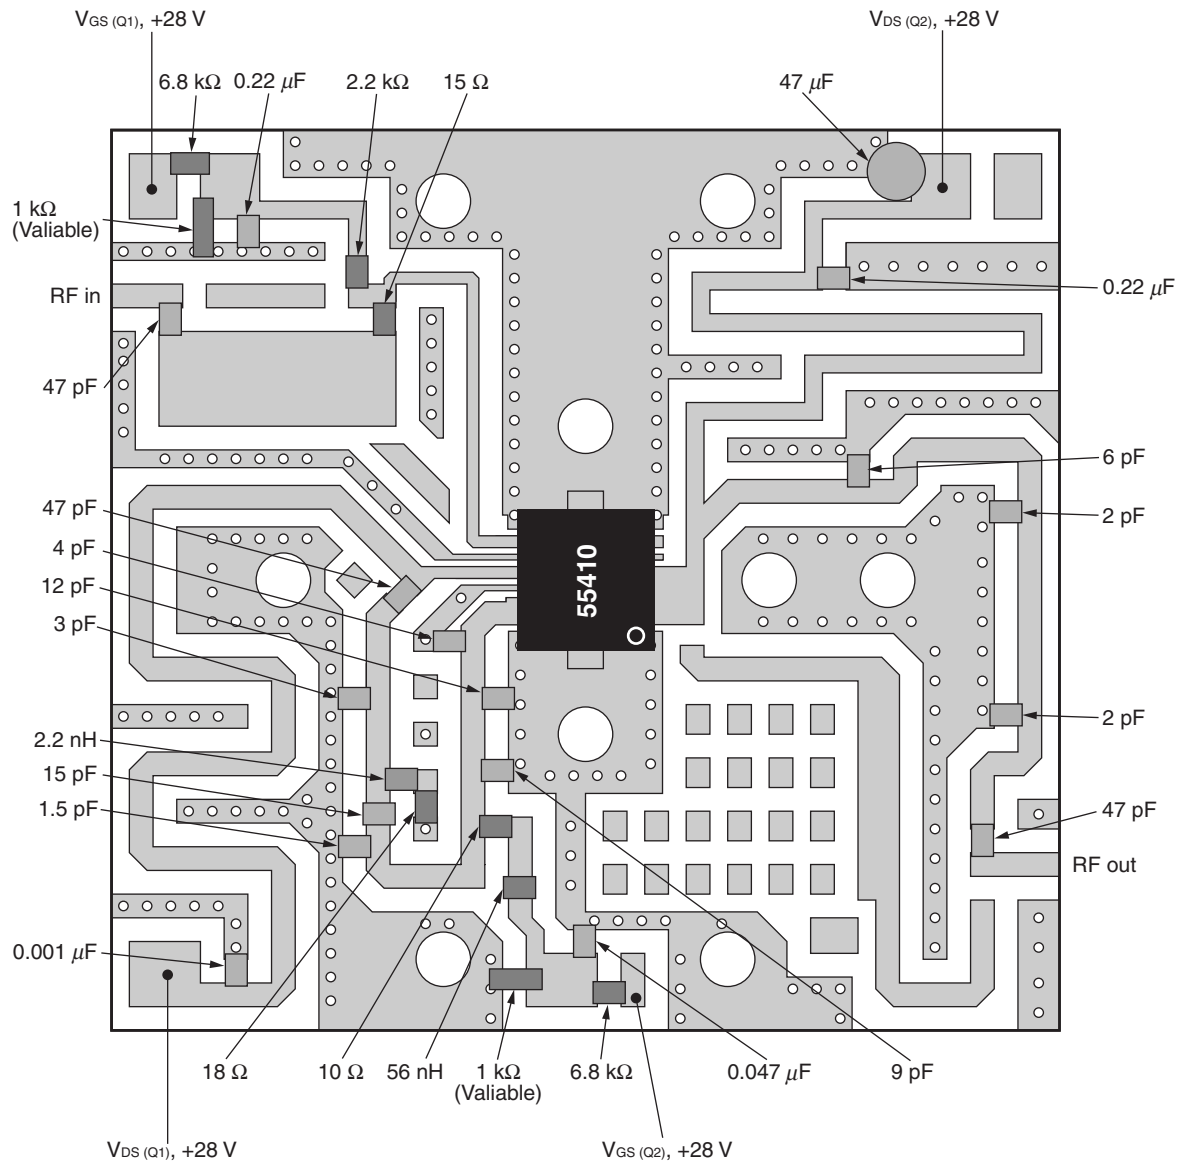 VGS (Q1), +28 V
VDS (Q2), +28 V
6.8 kΩ
0.22 μF
2.2 kΩ
15 Ω
47 μF
1 kΩ
(Valiable)
RF in
0.22 μF
47 pF
6 pF
47 pF
2 pF
4 pF
55410
12 pF
3 pF
2 pF
2.2 nH
15 pF
1.5 pF
47 pF
RF out
0.001 μF
18 Ω
10 Ω
56 nH
1 kΩ
(Valiable)
6.8 kΩ
0.047 μF
9 pF
VDS (Q1), +28 V
VGS (Q2), +28 V